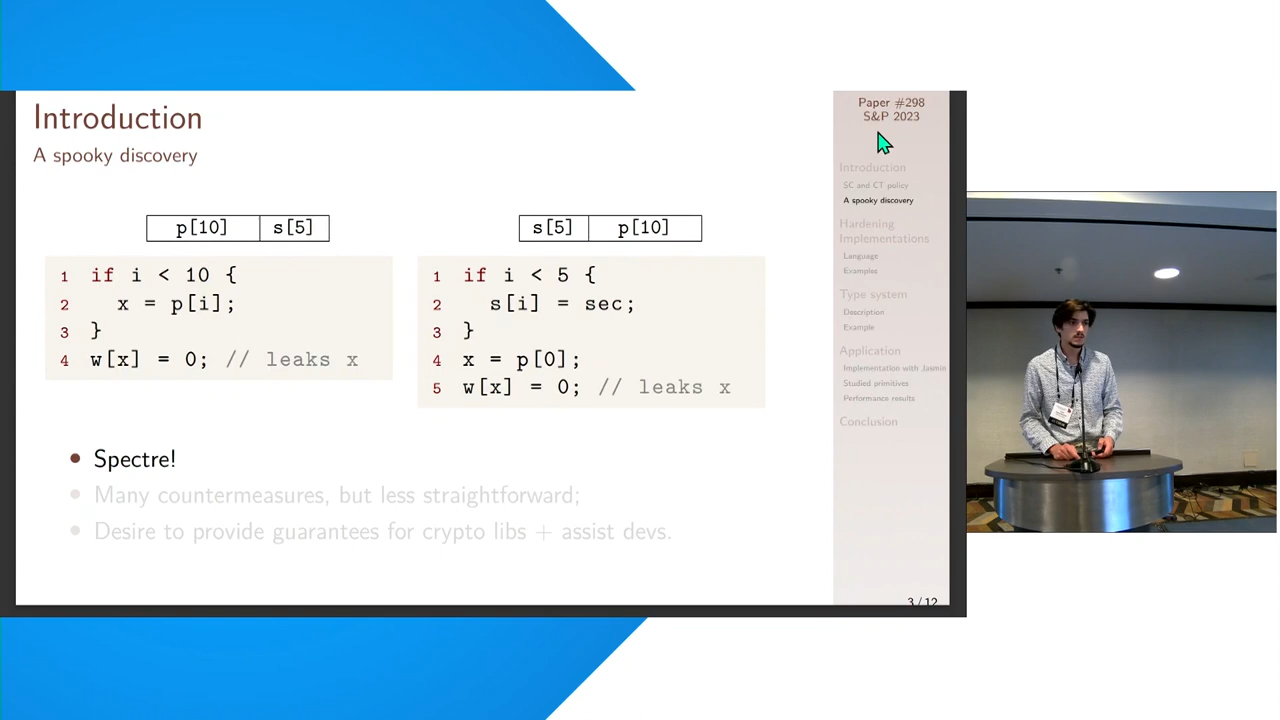 Introduction
A spooky discovery
p[10] s[5]
1 if i < 10 {
2 x = p[i];
3 }
4 w[x] = 0; // leaks x
s[5] p[10]
1 if i < 5 {
2 s[i] = sec;
3 }
4 x = p[0];
5 w[x] = 0; // leaks x
• Spectre!
• Many countermeasures, but less straightforward;
• Desire to provide guarantees for crypto libs + assist devs.
Paper #298
S&P 2023
Introduction
SC and CT policy
A spooky discovery
Hardening
Implementations
Language
Examples
Type system
Description
Example
Application
Implementation with Jasmin
Studied primitives
Performance results
Conclusion
3 / 12